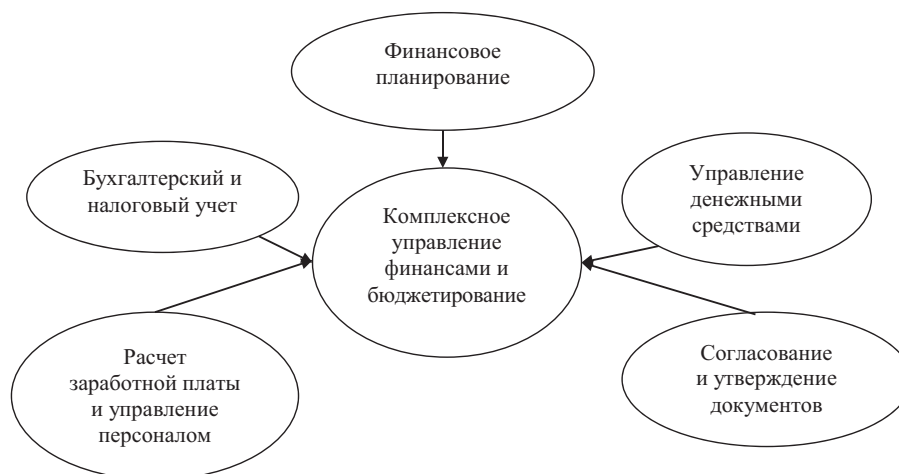 Финансовое
планирование
Бухгалтерский и
налоговый учет
Комплексное
управление
финансами и
бюджетирование
Управление
денежными
средствами
Расчет
заработной платы
и управление
персоналом
Согласование
и утверждение
документов